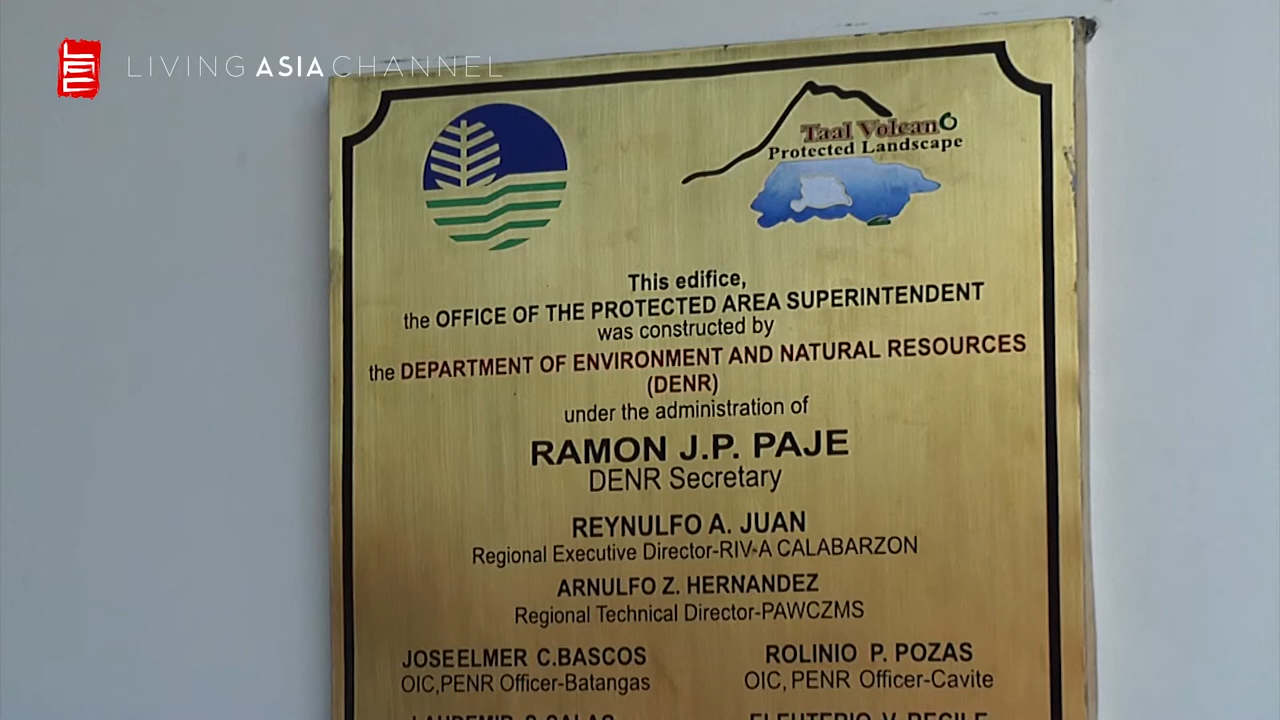 LIVING ASIA CHANNEL
Taal Volcano
Protected Landscape
This edifice,
the OFFICE OF THE PROTECTED AREA SUPERINTENDENT
was constructed by
the DEPARTMENT OF ENVIRONMENT AND NATURAL RESOURCES
(DENR)
under the administration of
RAMON J.P. PAJE
DENR Secretary
REYNULFO A. JUAN
Regional Executive Director-RIV-A CALABARZON
ARNULFO Z. HERNANDEZ
Regional Technical Director-PAWCZMS
JOSEELMER C.BASCOS ROLINIO P. POZAS
OIC,PENR Officer-Batangas OIC, PENR Officer-Cavite